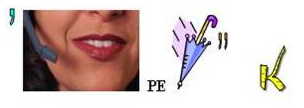 , PE " K